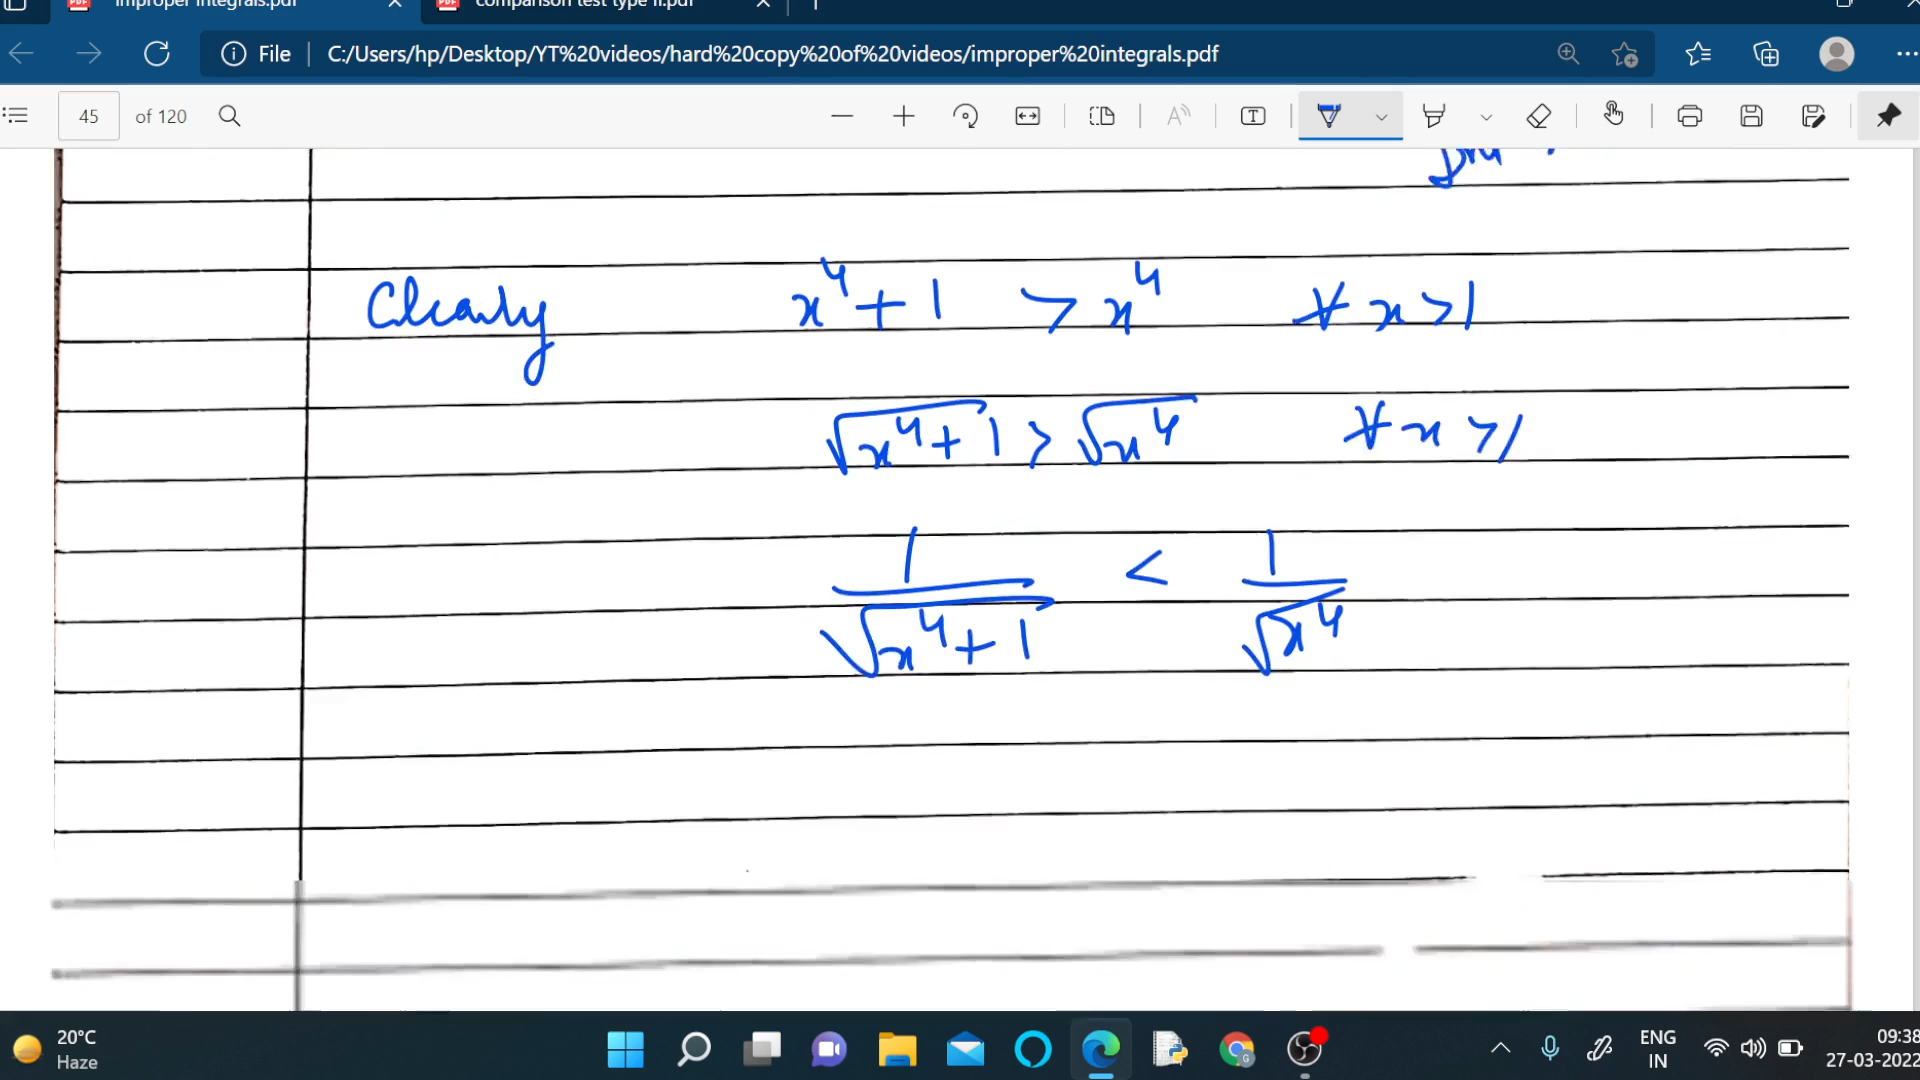 improper integrals.pdf comparison test type II.pdf
File C:/Users/hp/Desktop/YT%20videos/hard%20copy%20of%20videos/improper%20integrals.pdf
45 of 120
Clearly x⁴+1 > x⁴ ∀ x>1
√(x⁴+1) > √x⁴ ∀ x>1
1/√(x⁴+1) < 1/√x⁴
20°C
Haze
ENG
IN
09:38
27-03-2022